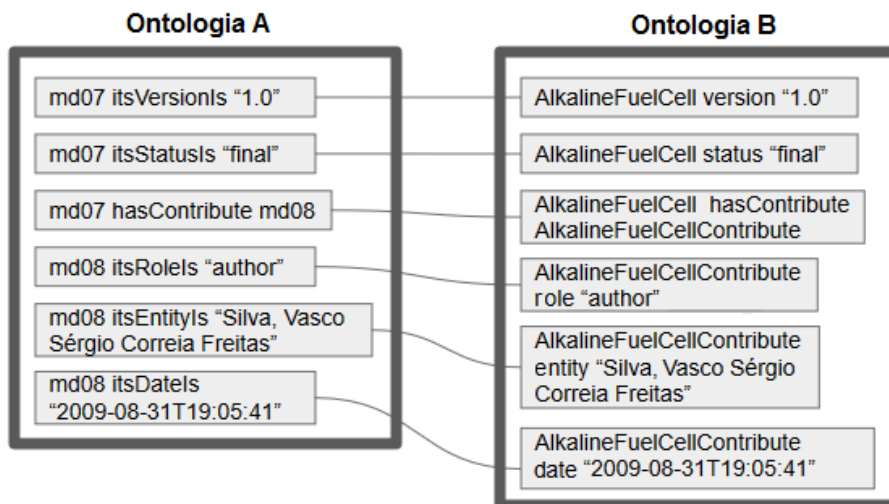 Ontologia A
md07 itsVersionIs “1.0”
md07 itsStatusIs “final”
md07 hasContribute md08
md08 itsRoleIs “author”
md08 itsEntityIs “Silva, Vasco
Sérgio Correia Freitas”
md08 itsDateIs
“2009-08-31T19:05:41”
Ontologia B
AlkalineFuelCell version “1.0”
AlkalineFuelCell status “final”
AlkalineFuelCell hasContribute
AlkalineFuelCellContribute
AlkalineFuelCellContribute
role “author”
AlkalineFuelCellContribute
entity “Silva, Vasco Sérgio
Correia Freitas”
AlkalineFuelCellContribute
date “2009-08-31T19:05:41”